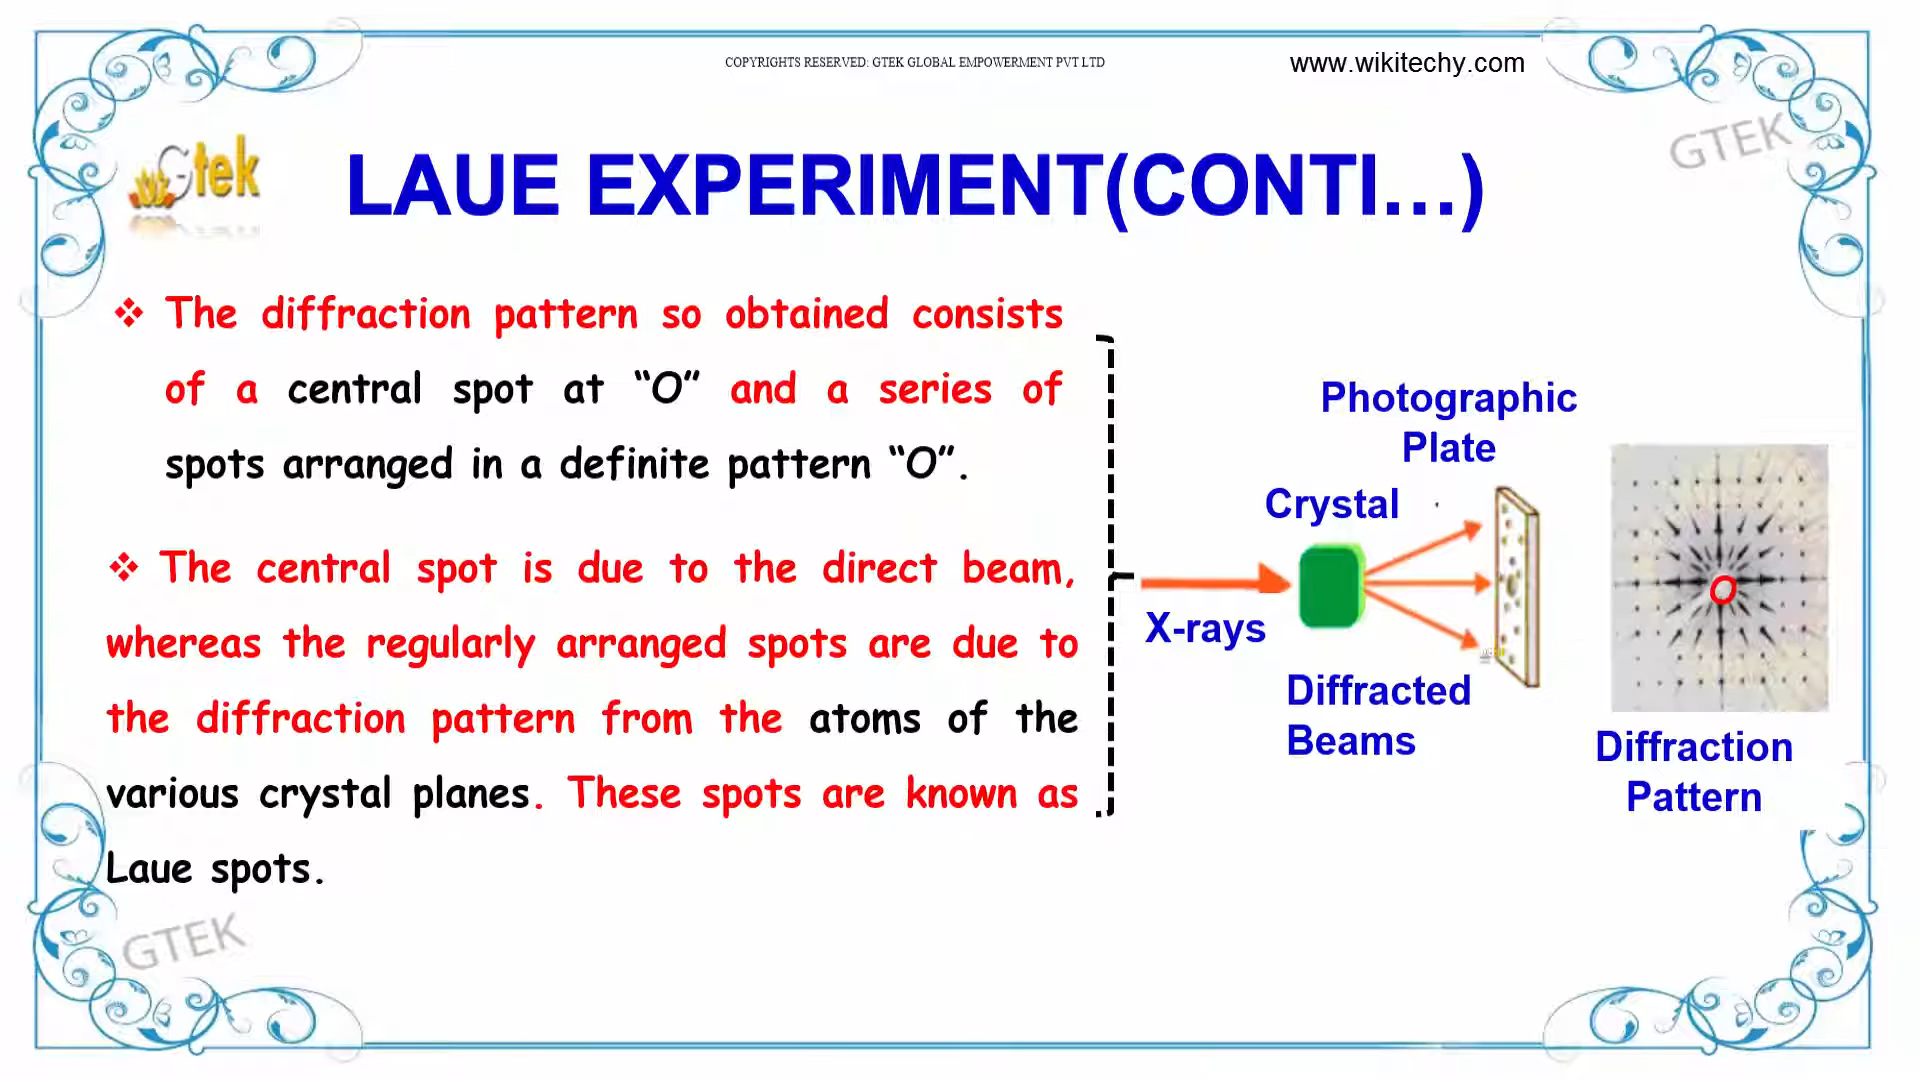 COPYRIGHTS RESERVED: GTEK GLOBAL EMPOWERMENT PVT LTD
www.wikitechy.com
GTEK
Gtek
LAUE EXPERIMENT(CONTI...)
❖ The diffraction pattern so obtained consists
of a central spot at “O” and a series of
spots arranged in a definite pattern “O”.
❖ The central spot is due to the direct beam,
whereas the regularly arranged spots are due to
the diffraction pattern from the atoms of the
various crystal planes. These spots are known as
Laue spots.
Photographic
Plate
Crystal
X-rays
Diffracted
Beams
O
Diffraction
Pattern
GTEK